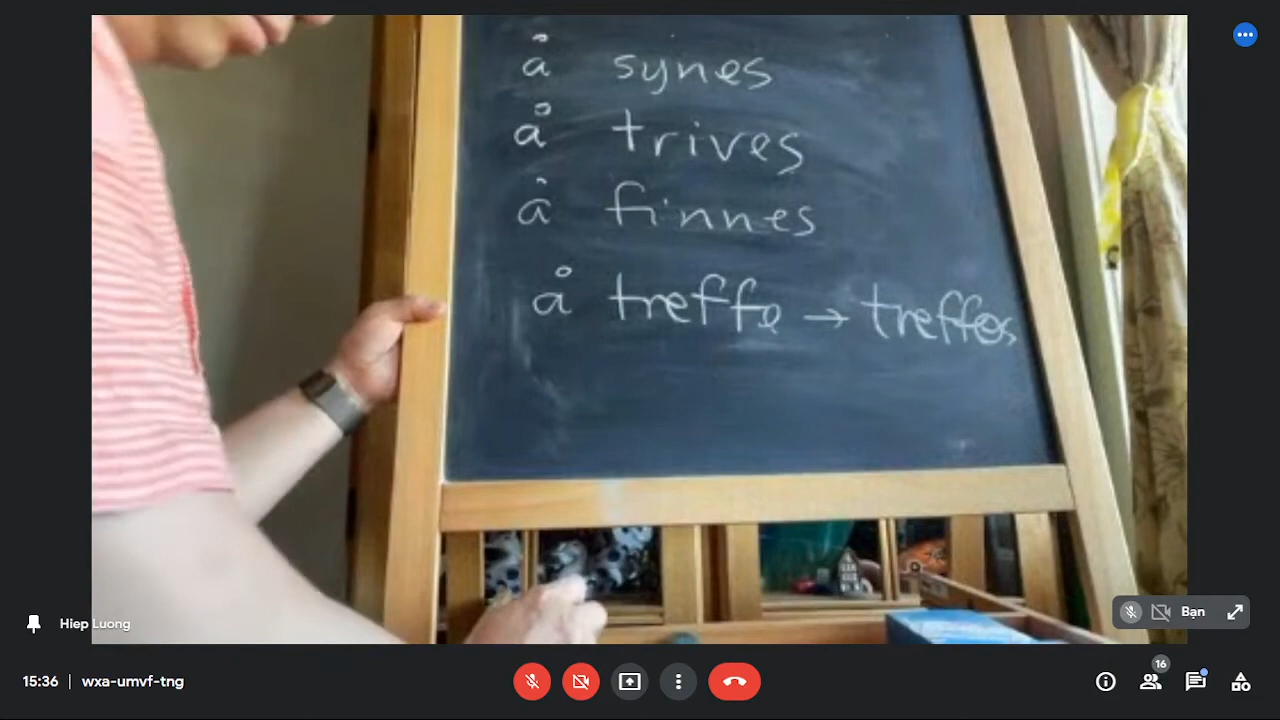 å synes
å trives
å finnes
å treffe → treffes
Hiep Luong
Bạn
15:36 | wxa-umvf-tng
16